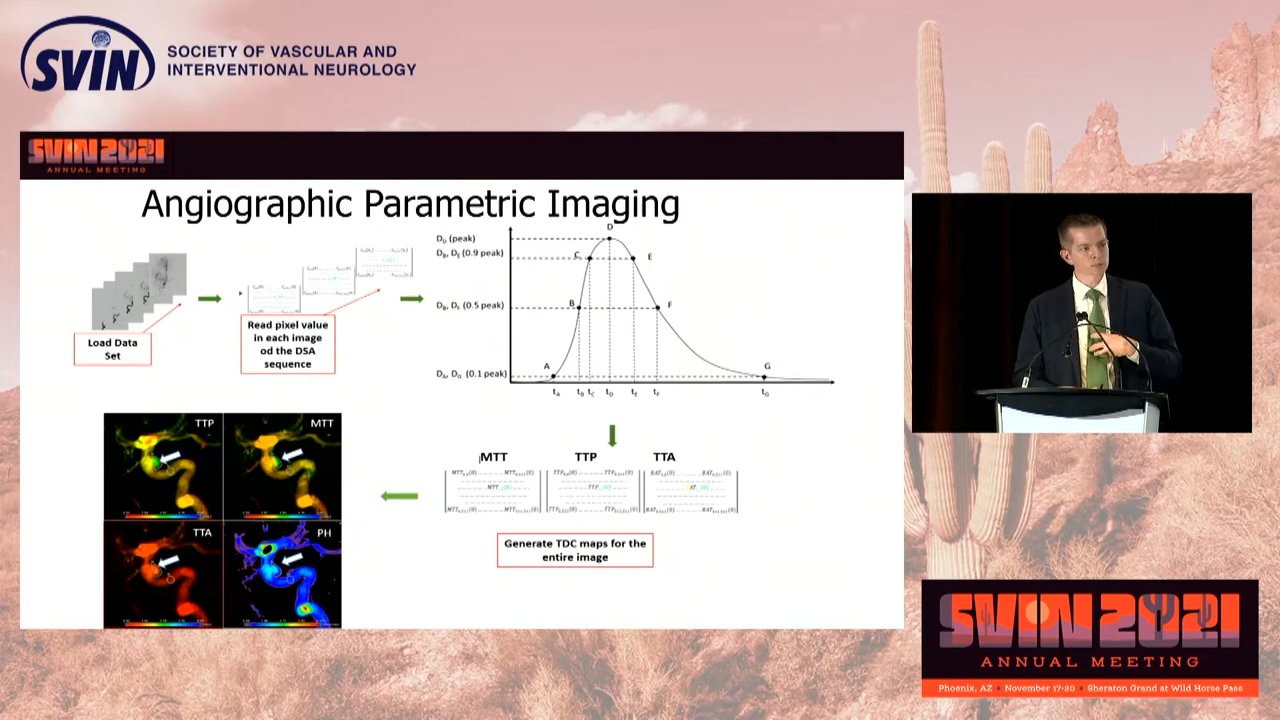 SVIN
SOCIETY OF VASCULAR AND
INTERVENTIONAL NEUROLOGY
SVIN 2021
ANNUAL MEETING
Angiographic Parametric Imaging
Load Data
Set
Read pixel value
in each image
od the DSA
sequence
D_D (peak)
D_B, D_E (0.9 peak)
D_B, D_F (0.5 peak)
D_A, D_G (0.1 peak)
A
B
C
D
E
F
G
t_A t_B t_C t_D t_E t_F t_G
MTT TTP TTA
Generate TDC maps for the
entire image
TTP
MTT
TTA
PH
SVIN 2021
ANNUAL MEETING
Phoenix, AZ • November 17-20 • Sheraton Grand at Wild Horse Pass